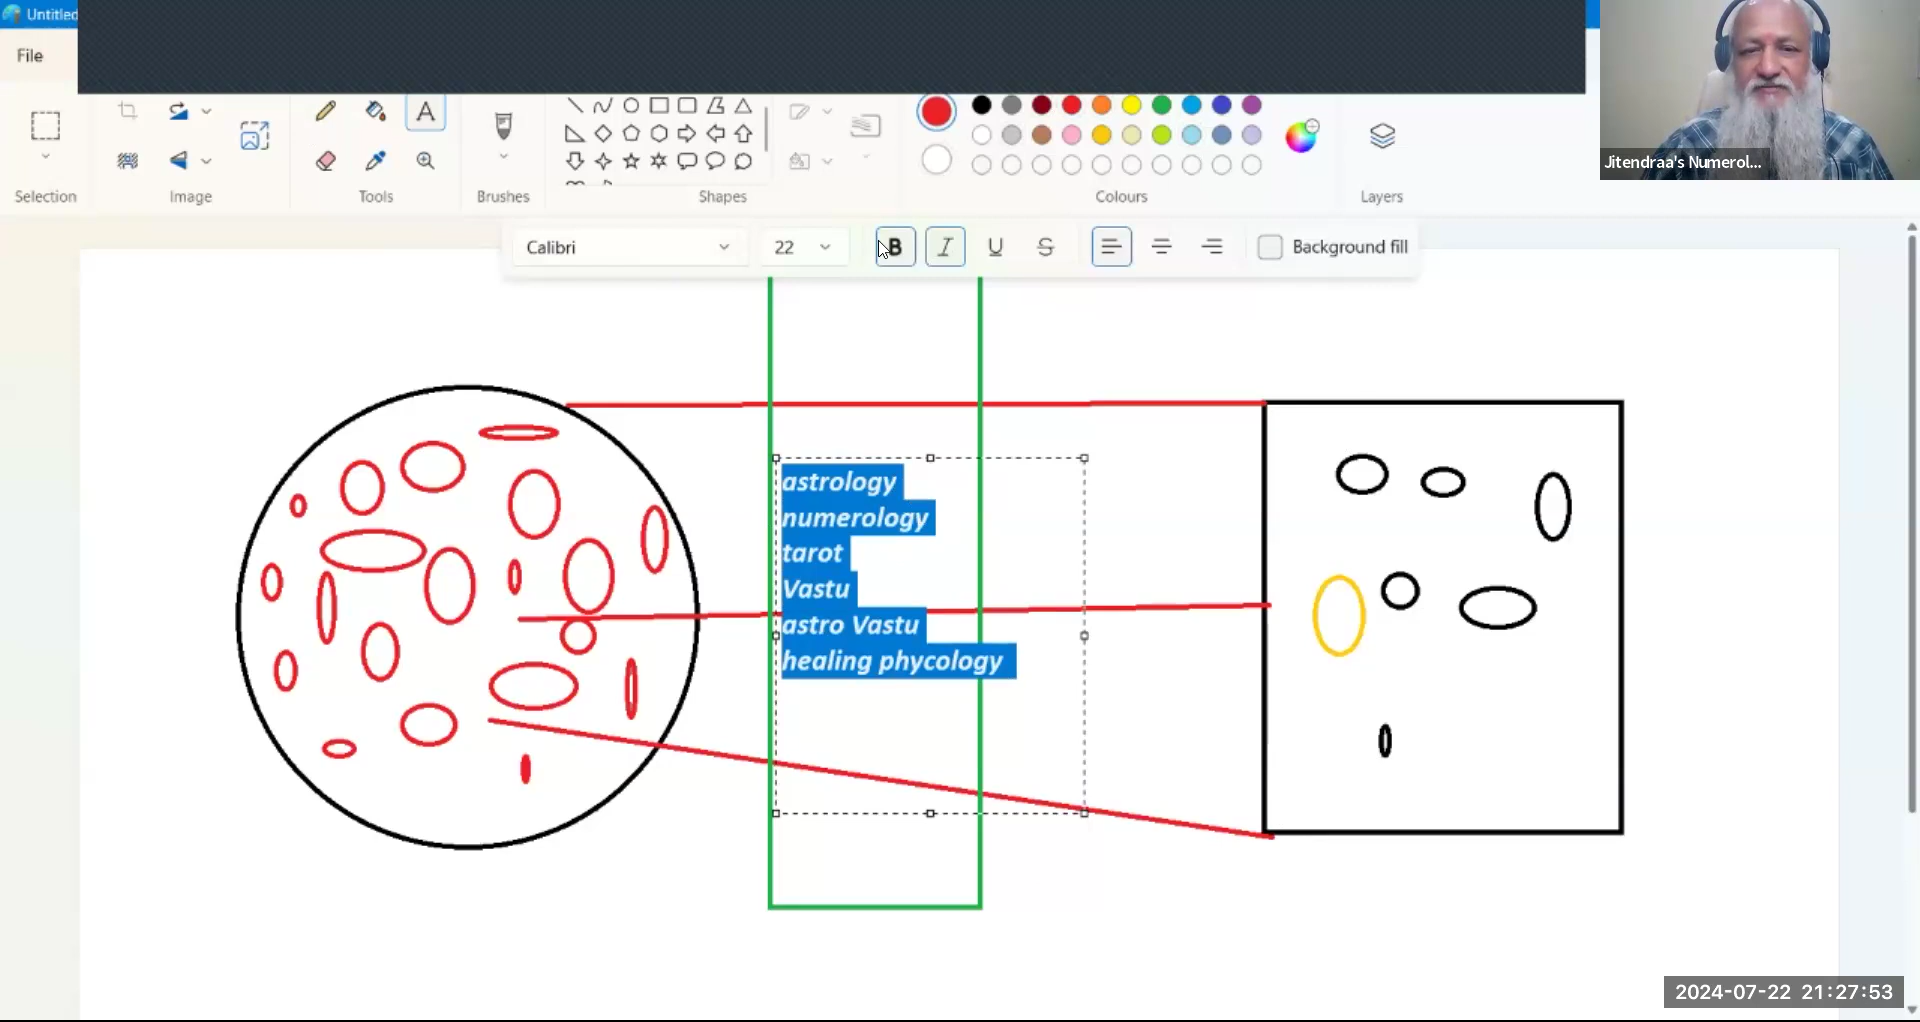 Untitled
File
Selection
Image
Tools
Brushes
Shapes
Colours
Layers
Jitendraa's Numerol...
Calibri
22
B I U S
Background fill
astrology
numerology
tarot
Vastu
astro Vastu
healing phycology
2024-07-22 21:27:53